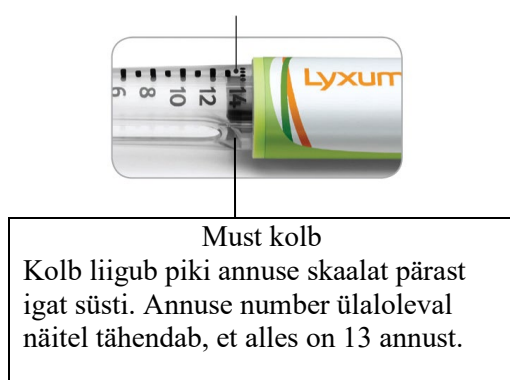 6 8 10 12 14
Lyxum
Must kolb
Kolb liigub piki annuse skaalat pärast
igat süsti. Annuse number ülaloleval
näitel tähendab, et alles on 13 annust.